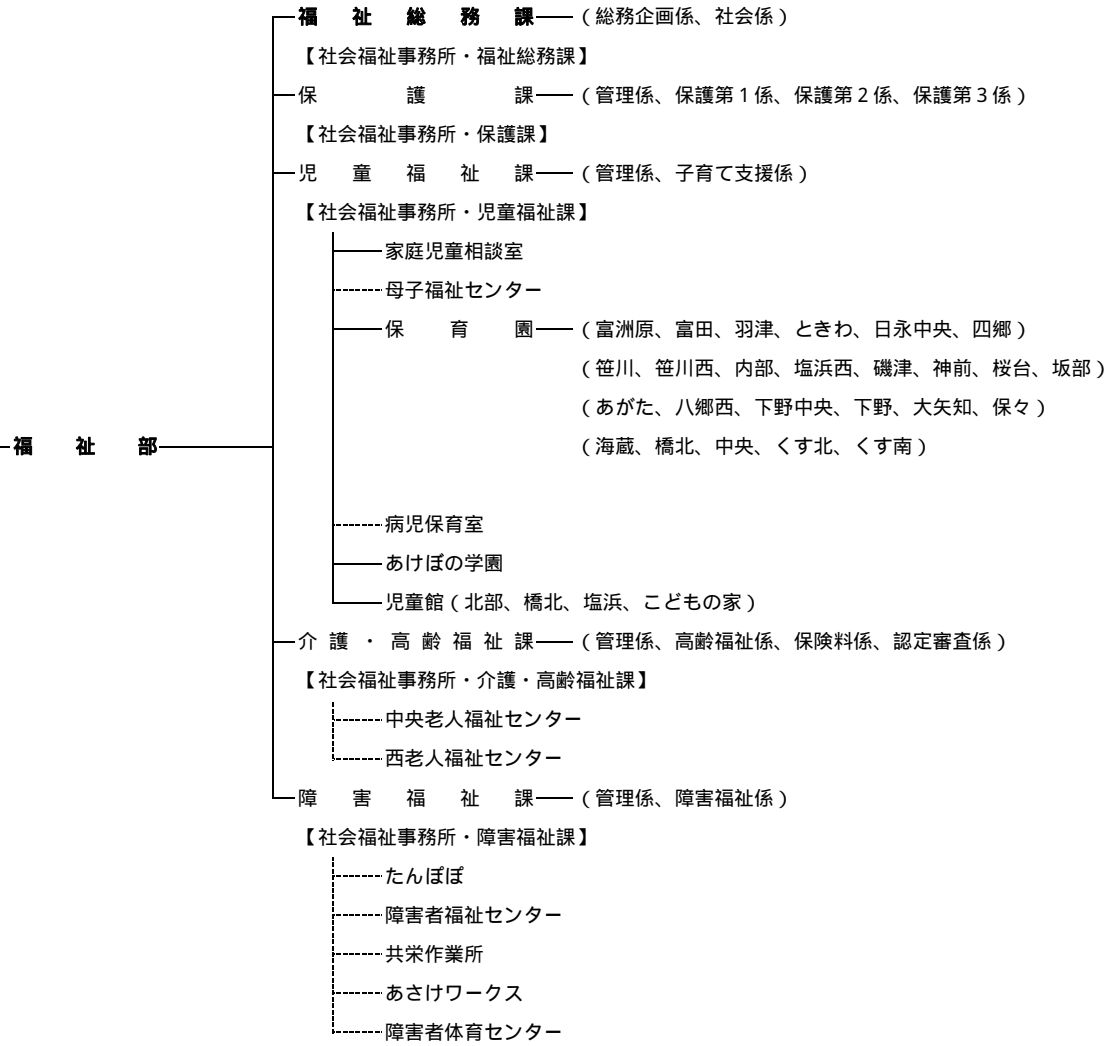 福祉総務課（総務企画係、社会係）
【社会福祉事務所・福祉総務課】
保護課（管理係、保護第１係、保護第２係、保護第３係）
【社会福祉事務所・保護課】
児童福祉課（管理係、子育て支援係）
【社会福祉事務所・児童福祉課】
家庭児童相談室
母子福祉センター
保育園（富洲原、富田、羽津、ときわ、日永中央、四郷）
（笹川、笹川西、内部、塩浜西、磯津、神前、桜台、坂部）
（あがた、八郷西、下野中央、下野、大矢知、保々）
福祉部（海蔵、橋北、中央、くす北、くす南）
病児保育室
あけぼの学園
児童館（北部、橋北、塩浜、こどもの家）
介護・高齢福祉課（管理係、高齢福祉係、保険料係、認定審査係）
【社会福祉事務所・介護・高齢福祉課】
中央老人福祉センター
西老人福祉センター
障害福祉課（管理係、障害福祉係）
【社会福祉事務所・障害福祉課】
たんぽぽ
障害者福祉センター
共栄作業所
あさけワークス
障害者体育センター